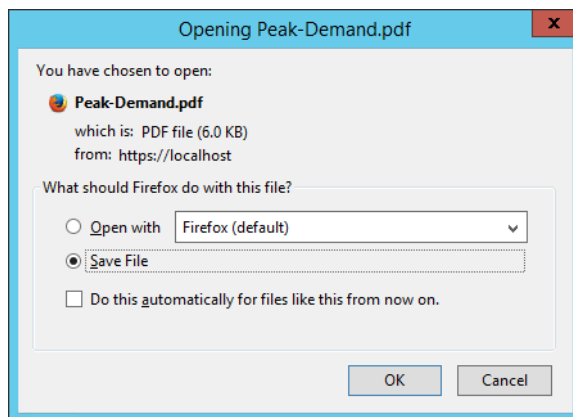 Opening Peak-Demand.pdf
x
You have chosen to open:
Peak-Demand.pdf
which is: PDF file (6.0 KB)
from: https://localhost
What should Firefox do with this file?
Open with Firefox (default)
Save File
Do this automatically for files like this from now on.
OK Cancel